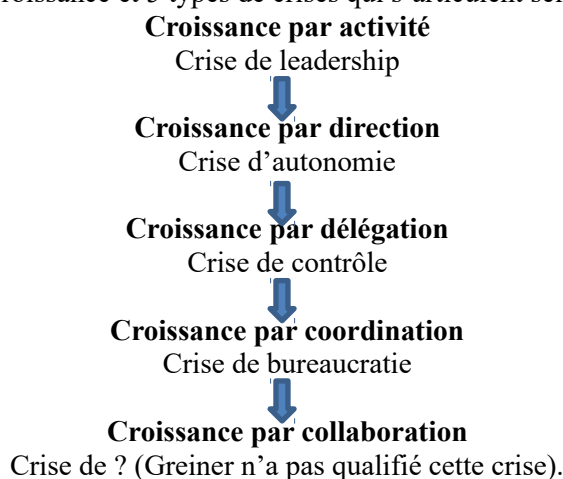 croissance et 5 types de crises qui s'articulent
Croissance par activité
Crise de leadership
Croissance par direction
Crise d’autonomie
Croissance par délégation
Crise de contrôle
Croissance par coordination
Crise de bureaucratie
Croissance par collaboration
Crise de ? (Greiner n’a pas qualifié cette crise).